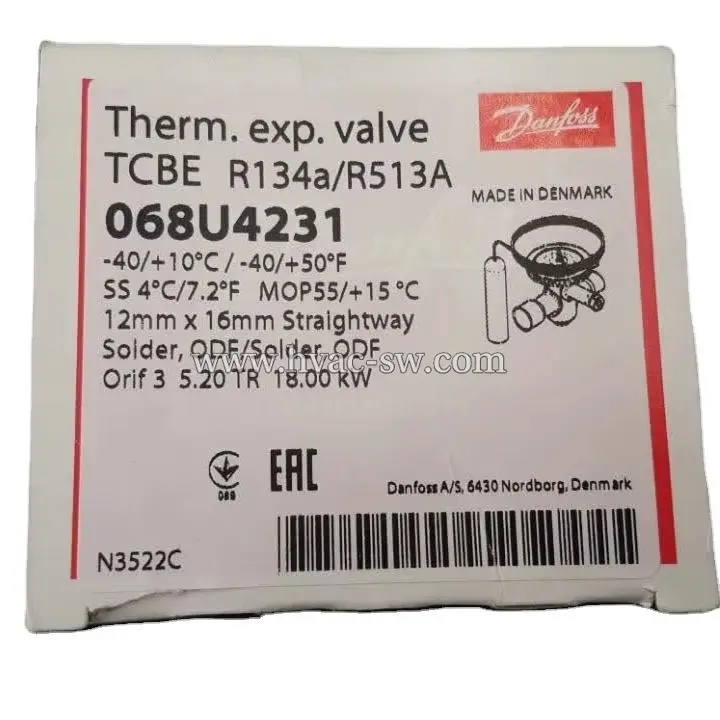 Therm. exp. valve
Danfoss
TCBE R134a/R513A
MADE IN DENMARK
068U4231
-40/+10°C / -40/+50°F
SS 4°C/7.2°F MOP55/+15 °C
12mm x 16mm Straightway
Solder, ODF/Solder, ODF
www.hvac-sw.com
Orif 3 5.20 TR 18.00 kW
089
EAC
Danfoss A/S, 6430 Nordborg, Denmark
N3522C